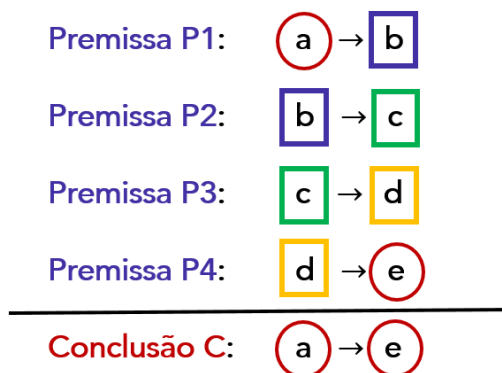 Premissa P1: a → b
Premissa P2: b → c
Premissa P3: c → d
Premissa P4: d → e
Conclusão C: a → e